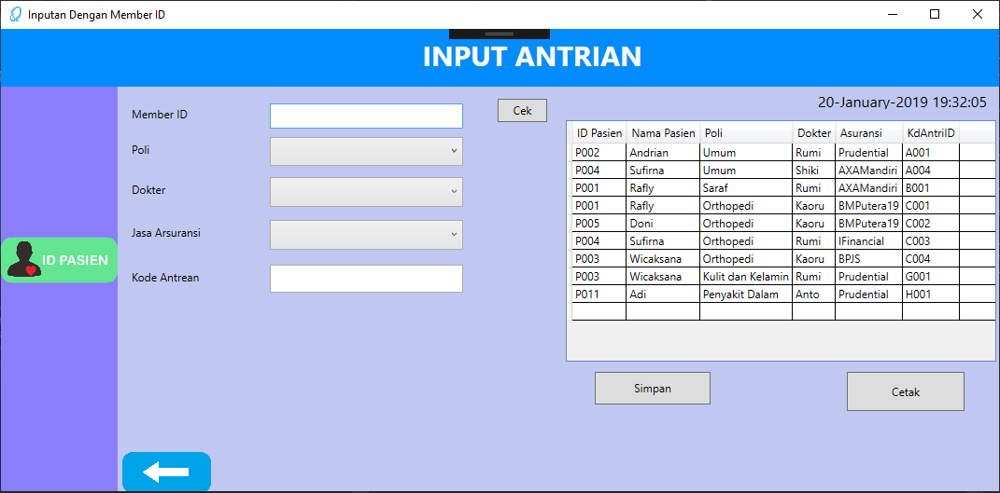 Inputan Dengan Member ID
INPUT ANTRIAN
20-January-2019 19:32:05
Member ID
Cek
Poli
Dokter
Jasa Arsuransi
Kode Antrean
ID PASIEN
ID Pasien Nama Pasien Poli Dokter Asuransi KdAntriID
P002 Andrian Umum Rumi Prudential A001
P004 Sufirna Umum Shiki AXAMandiri A004
P001 Rafly Saraf Rumi AXAMandiri B001
P001 Rafly Orthopedi Kaoru BMPutera19 C001
P005 Doni Orthopedi Kaoru BMPutera19 C002
P004 Sufirna Orthopedi Rumi IFinancial C003
P003 Wicaksana Orthopedi Kaoru BPJS C004
P003 Wicaksana Kulit dan Kelamin Rumi Prudential G001
P011 Adi Penyakit Dalam Anto Prudential H001
Simpan
Cetak